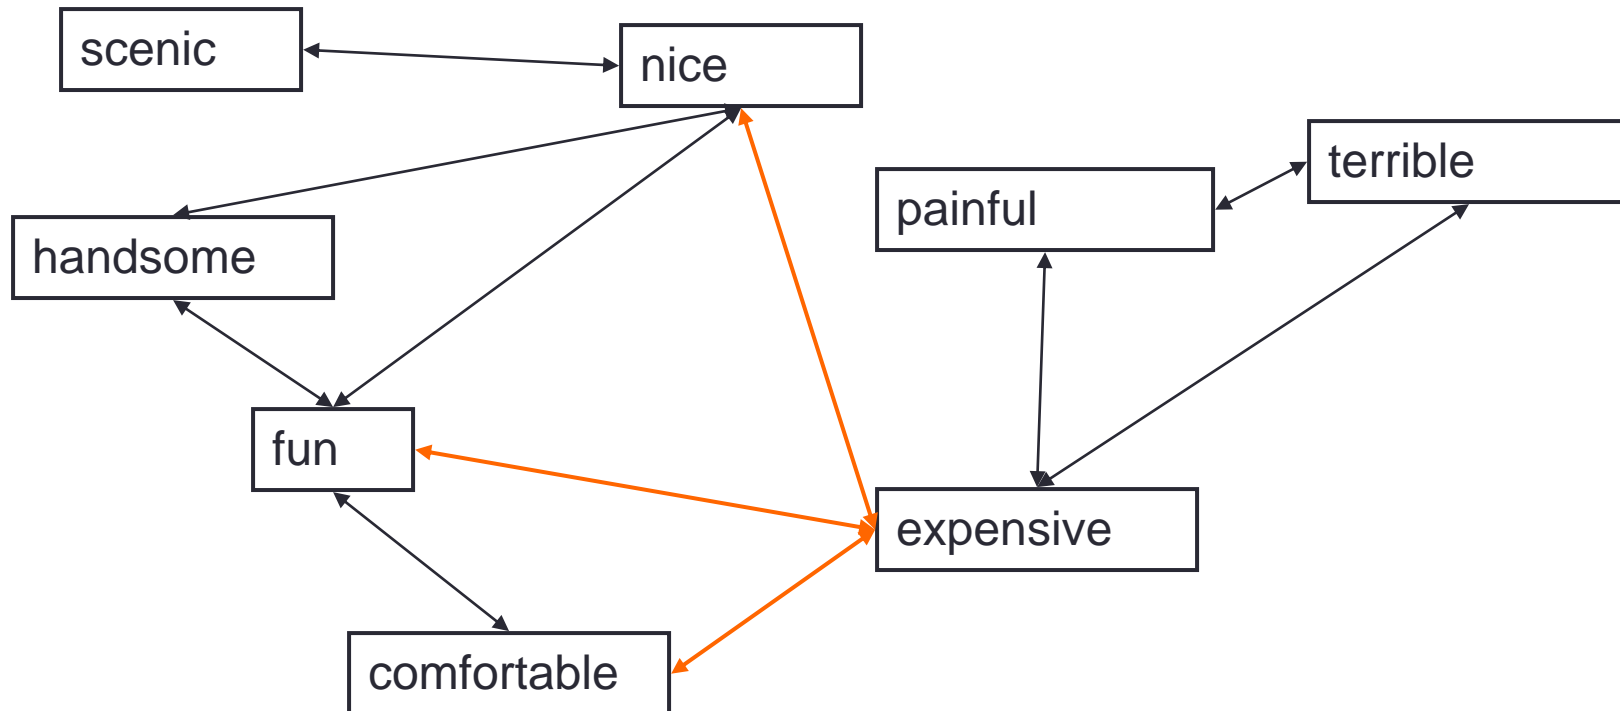 scenic
nice
terrible
painful
handsome
fun
expensive
comfortable